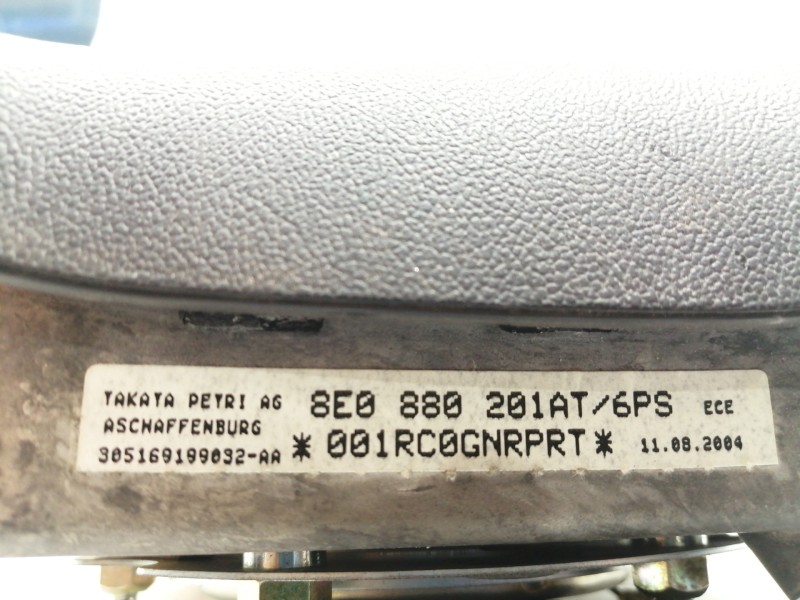 TAKATA PETRI AG 8E0 880 201AT/6PS ECE
ASCHAFFENBURG *001RC0GNRPRT*
305169199032-AA 11.08.2004